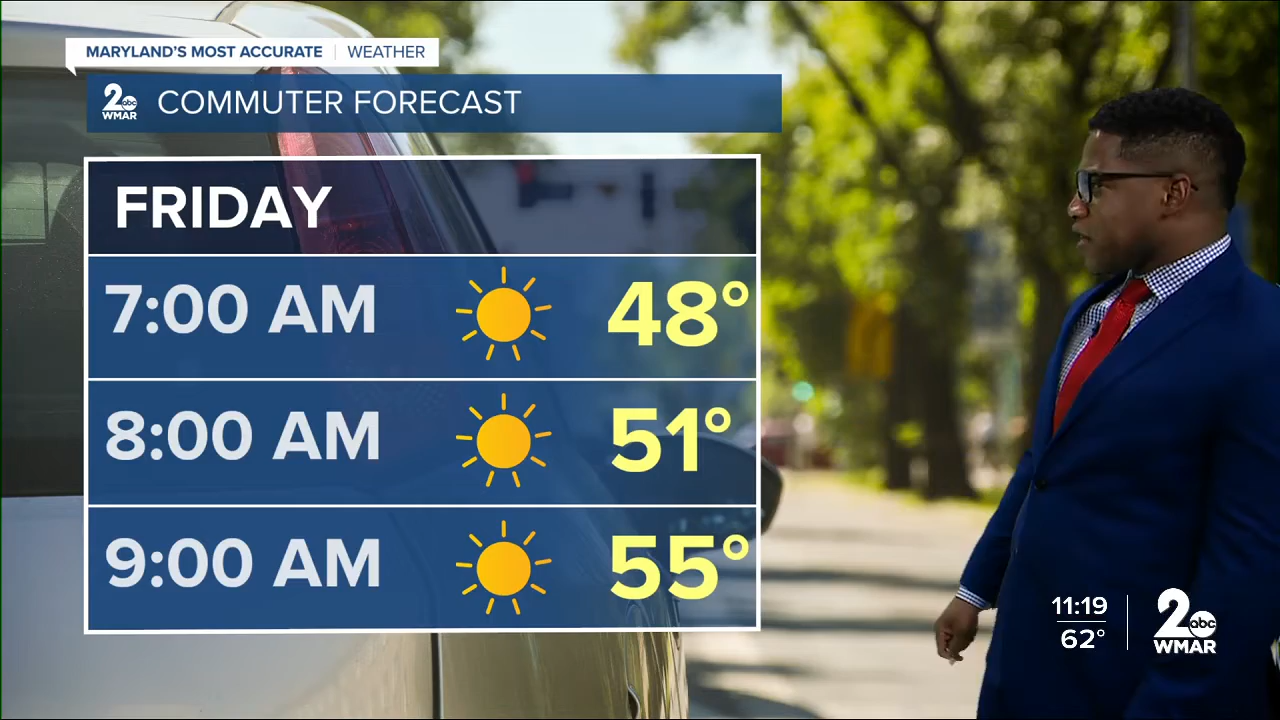 MARYLAND'S MOST ACCURATE | WEATHER
2 abc
WMAR
COMMUTER FORECAST
FRIDAY
7:00 AM 48°
8:00 AM 51°
9:00 AM 55°
11:19
62°
2 abc
WMAR